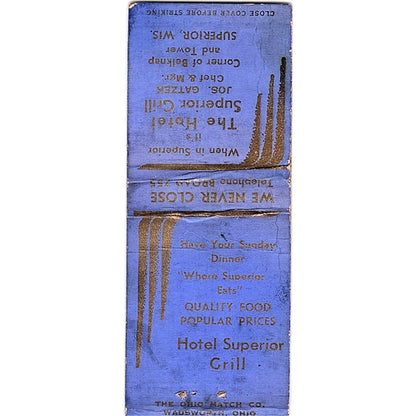 CLOSE COVER BEFORE STRIKING
When in Superior
it's
The Hotel
Superior Grill
JOS. GATZEK
Chef & Mgr.
Corner of Belknap
and Tower
SUPERIOR, WIS.
WE NEVER CLOSE
Telephone BROAD 755
Have Your Sunday
Dinner
"Where Superior
Eats"
QUALITY FOOD
POPULAR PRICES
Hotel Superior
Grill
THE OHIO MATCH CO.
WADSWORTH, OHIO